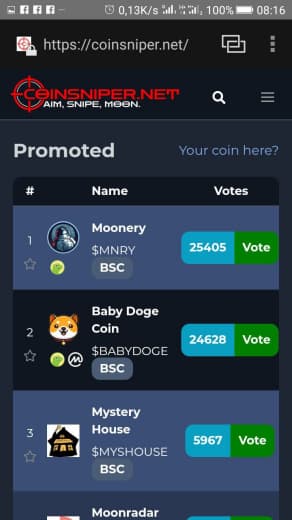 0,13K/s 100% 08:16
https://coinsniper.net/
COINSNIPER.NET
AIM, SNIPE, MOON.
Promoted Your coin here?
# Name Votes
1 Moonery
$MNRY
BSC
25405 Vote
2 Baby Doge
Coin
$BABYDOGE
BSC
24628 Vote
3 Mystery
House
$MYSHOUSE
BSC
5967 Vote
Moonradar